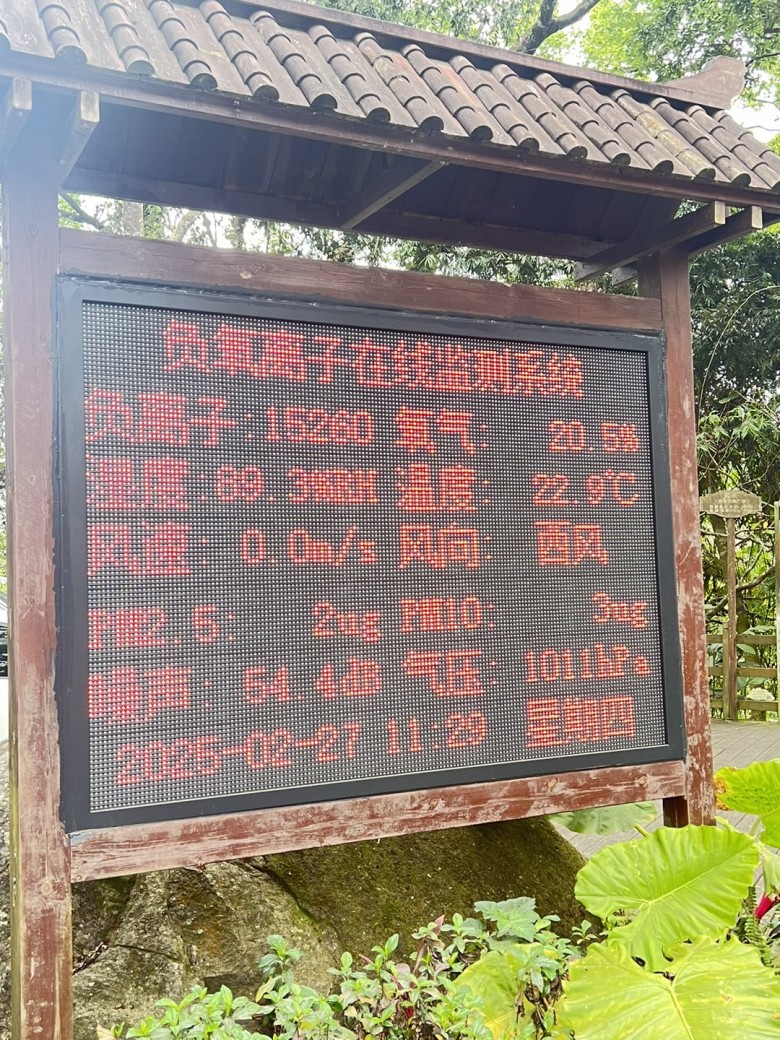 负氧离子在线监测系统
负离子:15260 氧气: 20.5%
湿度:69.3%RH 温度: 22.9℃
风速: 0.0m/s 风向: 西风
PM2.5: 2ug PM10: 3ug
噪声: 54.4dB 气压: 1011hPa
2025-02-27 11:29 星期四